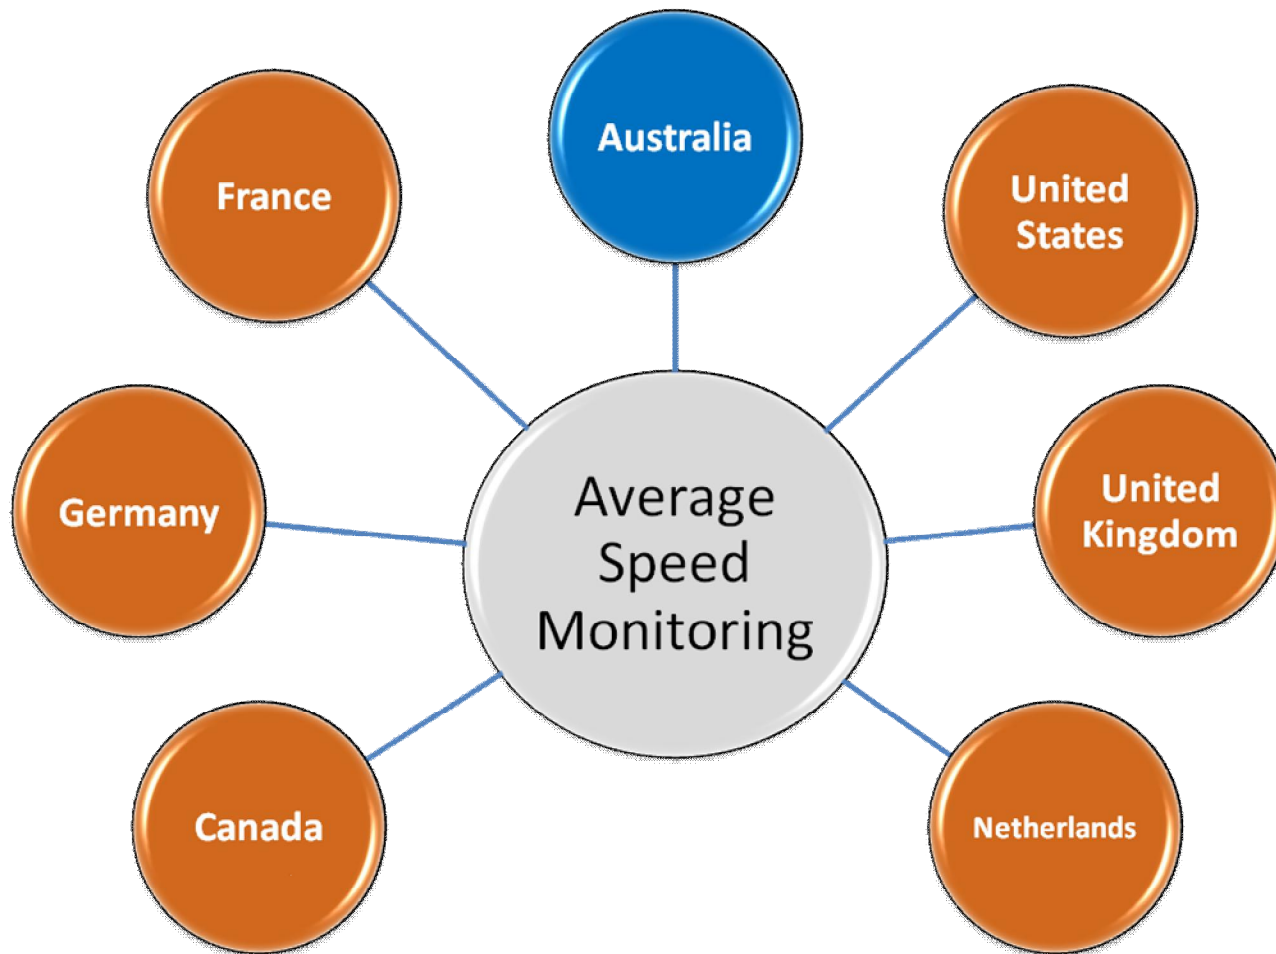 Australia
France
United
States
Germany
United
Kingdom
Average
Speed
Monitoring
Canada
Netherlands